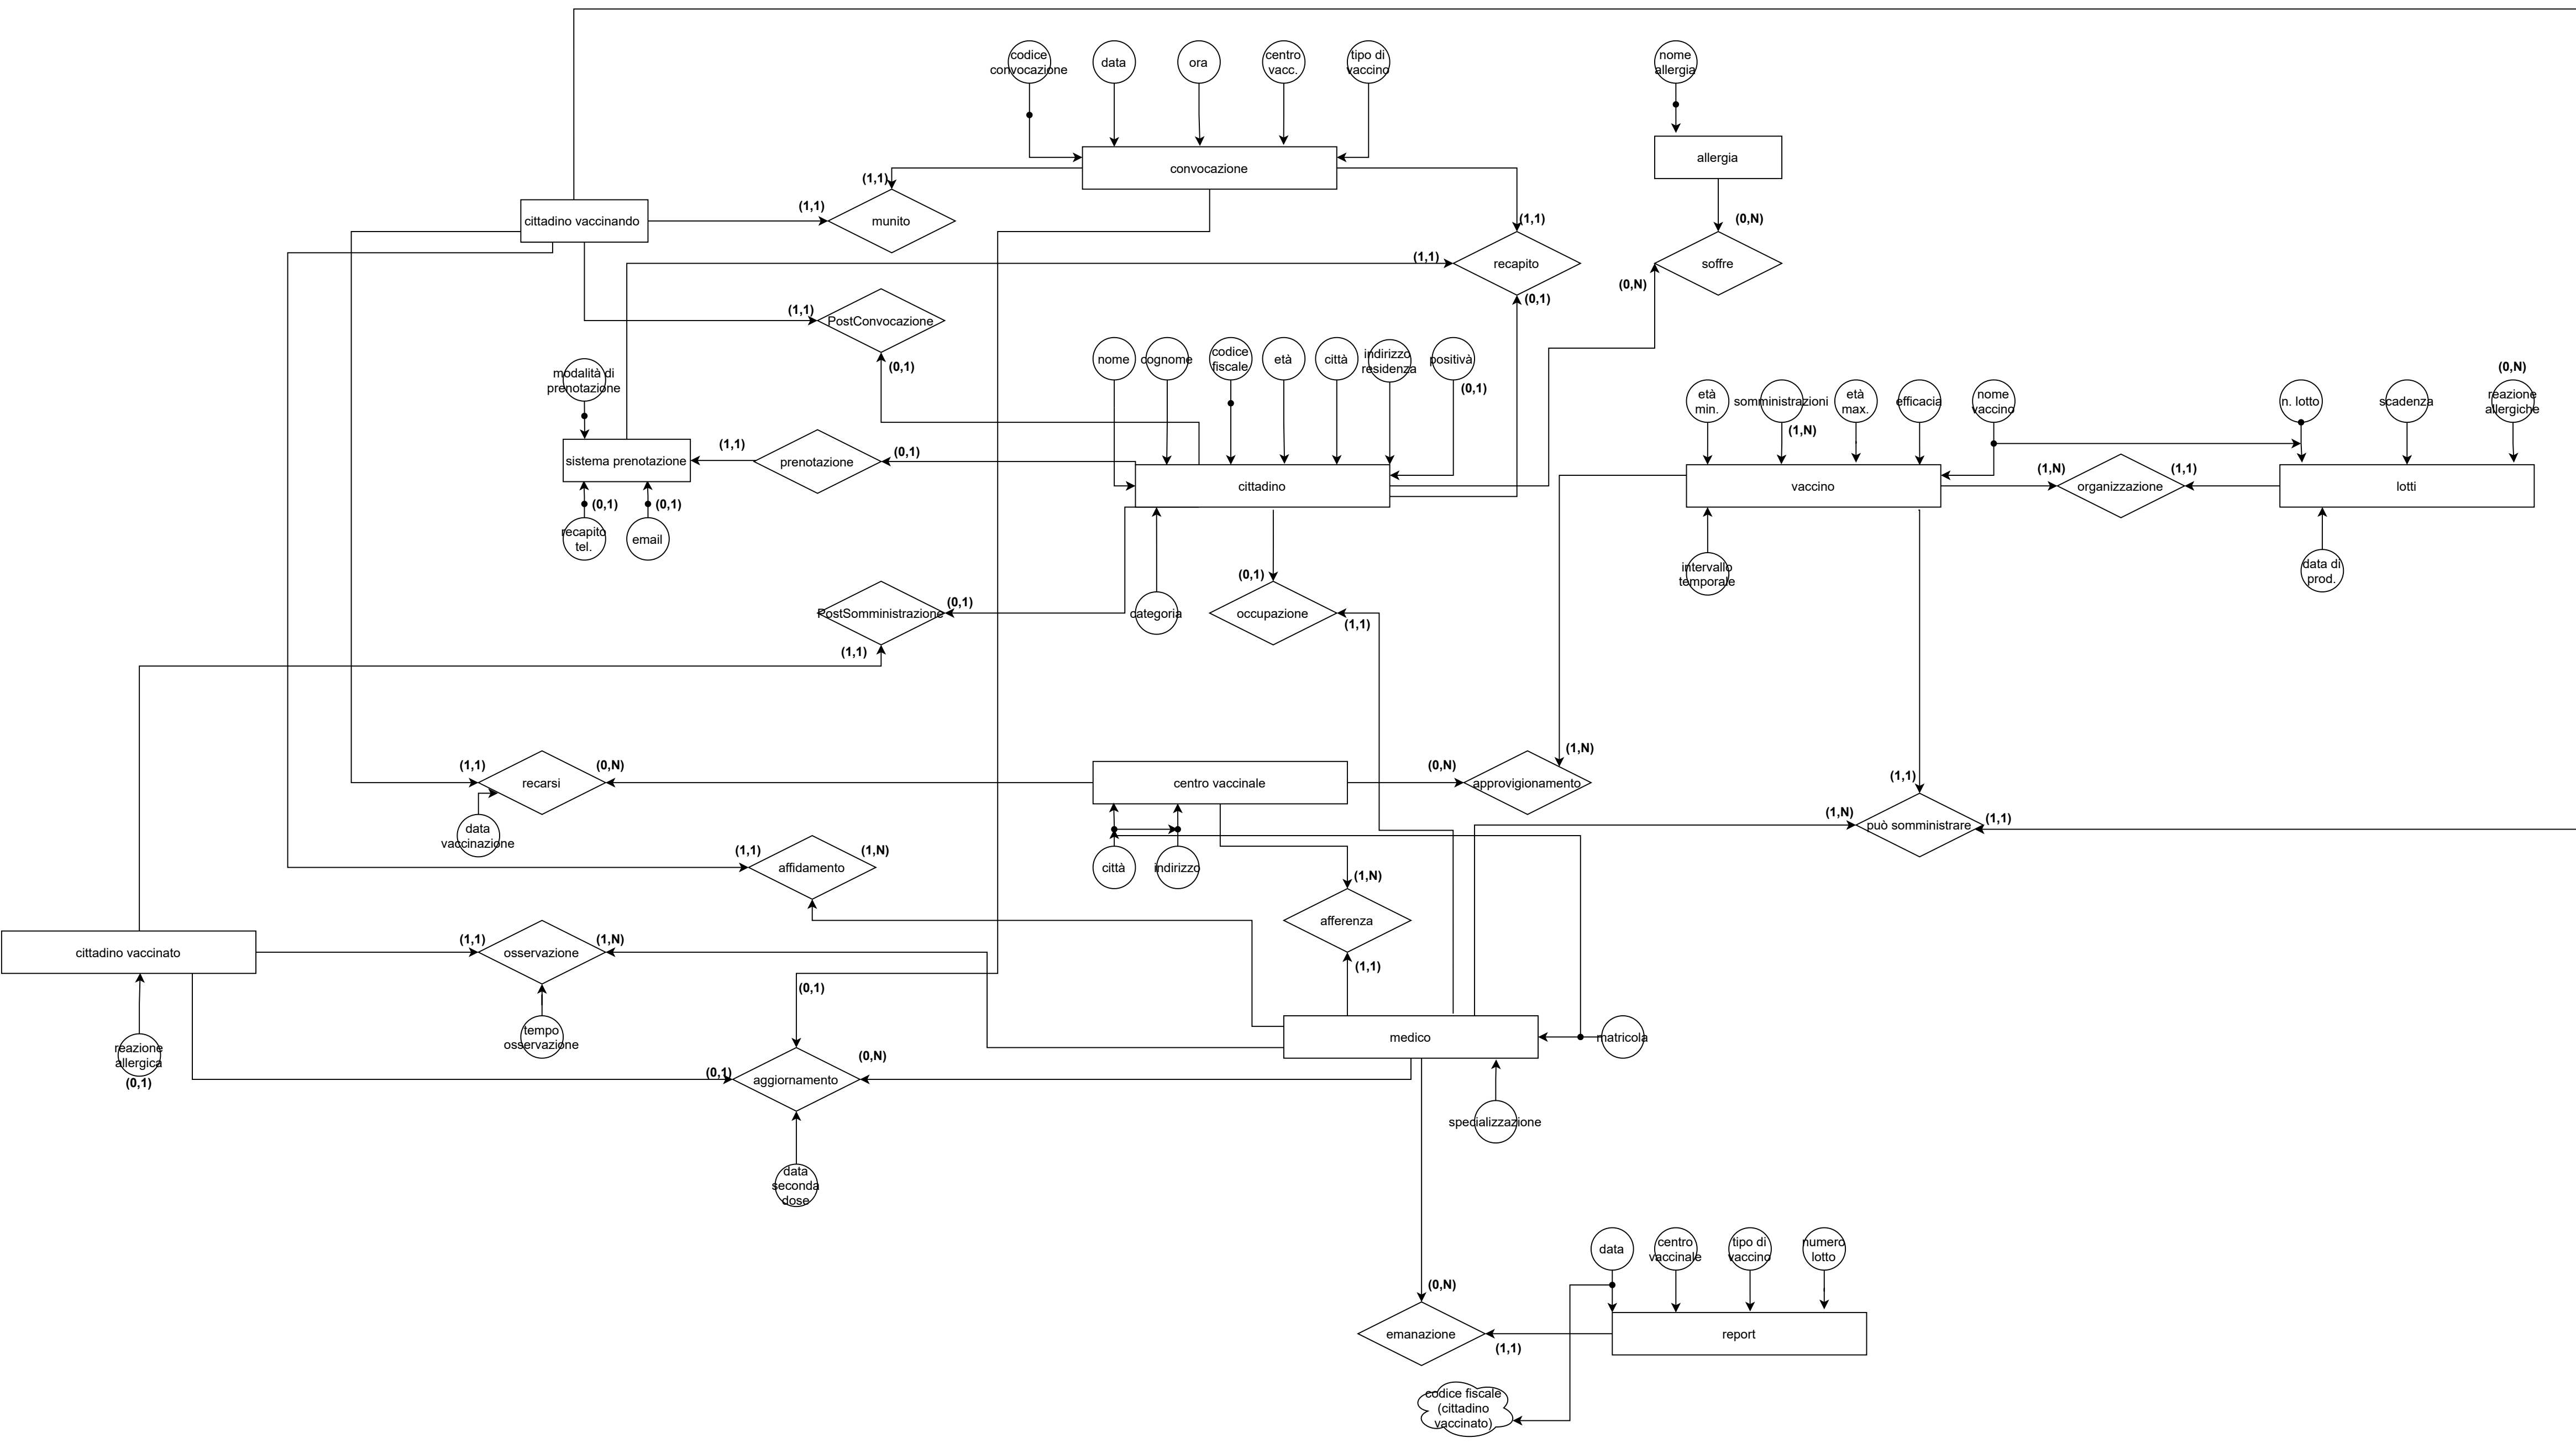 codice
convocazione
data
ora
centro
vacc.
tipo di
vaccino
nome
allergia
convocazione
allergia
(1,1)
(1,1)
cittadino vaccinando
munito
(1,1)
(0,N)
(1,1)
recapito
soffre
(0,N)
(0,1)
(1,1)
PostConvocazione
(0,1)
nome
cognome
codice
fiscale
età
città
indirizzo
residenza
positivà
(0,1)
modalità di
prenotazione
(0,N)
età
min.
somministrazioni
(1,N)
età
max.
efficacia
nome
vaccino
n. lotto
scadenza
reazione
allergiche
sistema prenotazione
(1,1)
prenotazione
(0,1)
cittadino
vaccino
(1,N)
organizzazione
(1,1)
lotti
(0,1)
(0,1)
recapito
tel.
email
intervallo
temporale
data di
prod.
(0,1)
PostSomministrazione
(0,1)
categoria
occupazione
(1,1)
(1,1)
(1,N)
(1,1)
recarsi
(0,N)
centro vaccinale
(0,N)
approvigionamento
(1,1)
data
vaccinazione
(1,N)
può somministrare
(1,1)
(1,1)
affidamento
(1,N)
città
indirizzo
(1,N)
afferenza
(1,1)
cittadino vaccinato
(1,1)
osservazione
(1,N)
(0,1)
reazione
allergica
(0,1)
tempo
osservazione
medico
matricola
(0,1)
aggiornamento
(0,N)
specializzazione
data
seconda
dose
data
centro
vaccinale
tipo di
vaccino
numero
lotto
(0,N)
emanazione
(1,1)
report
codice fiscale
(cittadino
vaccinato)